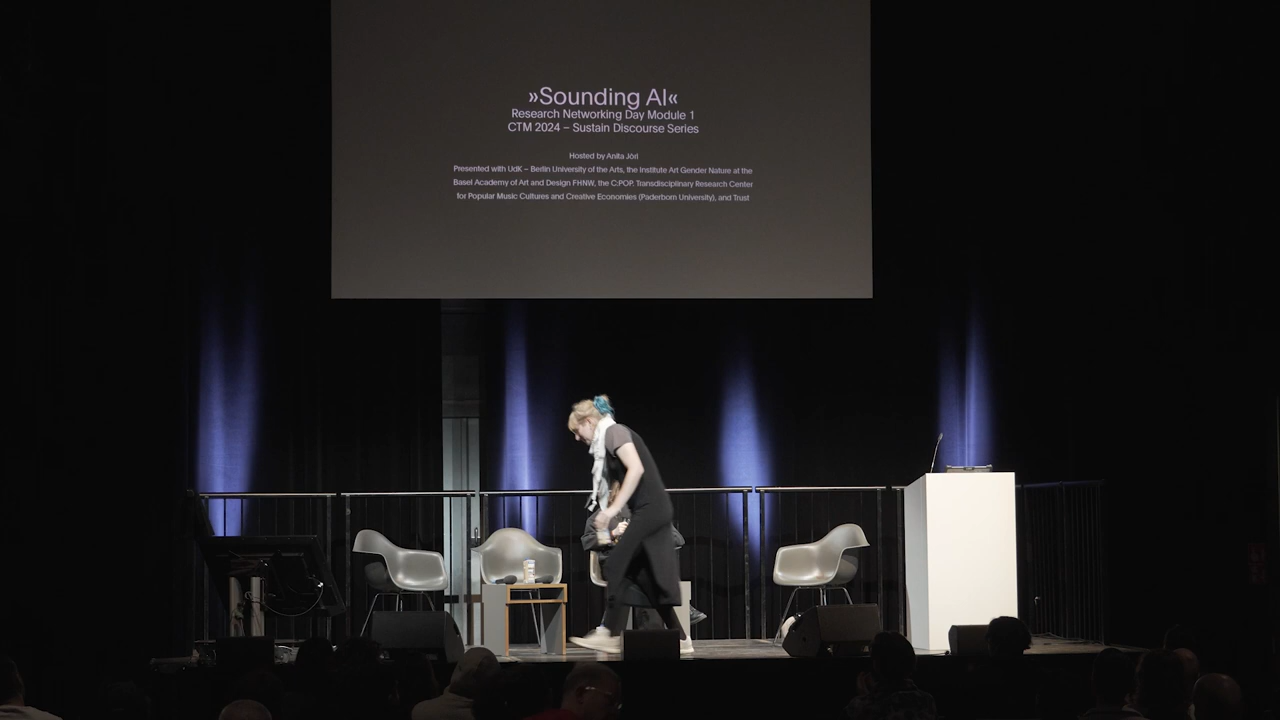 »Sounding AI«
Research Networking Day Module 1
CTM 2024 – Sustain Discourse Series
Hosted by Anita Jóri
Presented with UdK – Berlin University of the Arts, the Institute Art Gender Nature at the
Basel Academy of Art and Design FHNW, the C:POP. Transdisciplinary Research Center
for Popular Music Cultures and Creative Economies (Paderborn University), and Trust